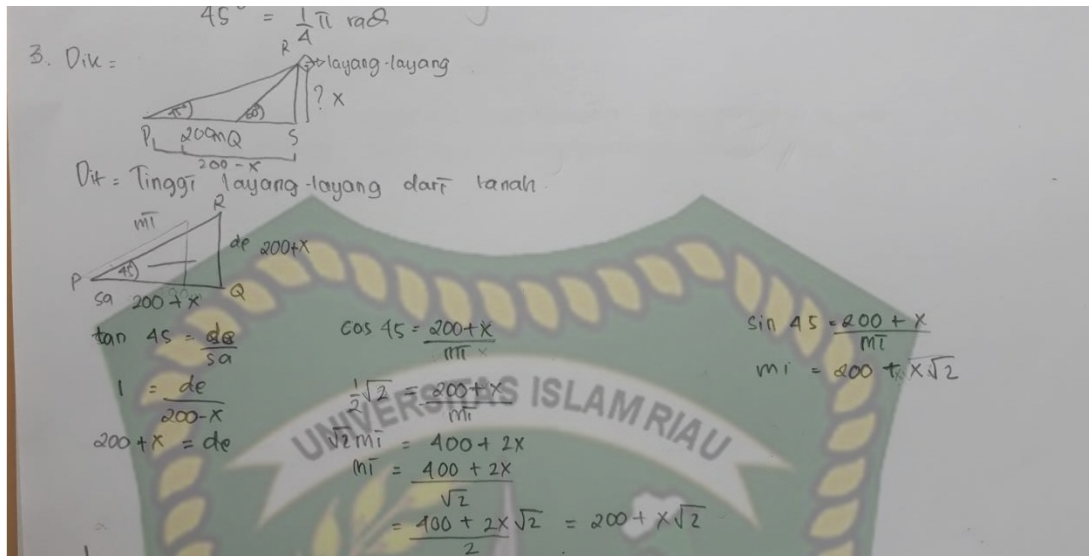 45° = 1/4 π rad
3. Dik =
R
layang-layang
45° 60° ? x
P 200m Q S
200 - x
Dit = Tinggi layang-layang dari tanah.
R
mi
de 200+x
P 45°
sa 200 + x Q
tan 45 = de/sa
1 = de/200-x
200+x = de
cos 45 = 200+x/mi
1/2√2 = 200+x/mi
√2 mi = 400 + 2x
mi = 400 + 2x/√2
= 400 + 2x√2/2 = 200 + x√2
sin 45 = 200 + x/mi
mi = 200 + x√2
UNIVERSITAS ISLAM RIAU